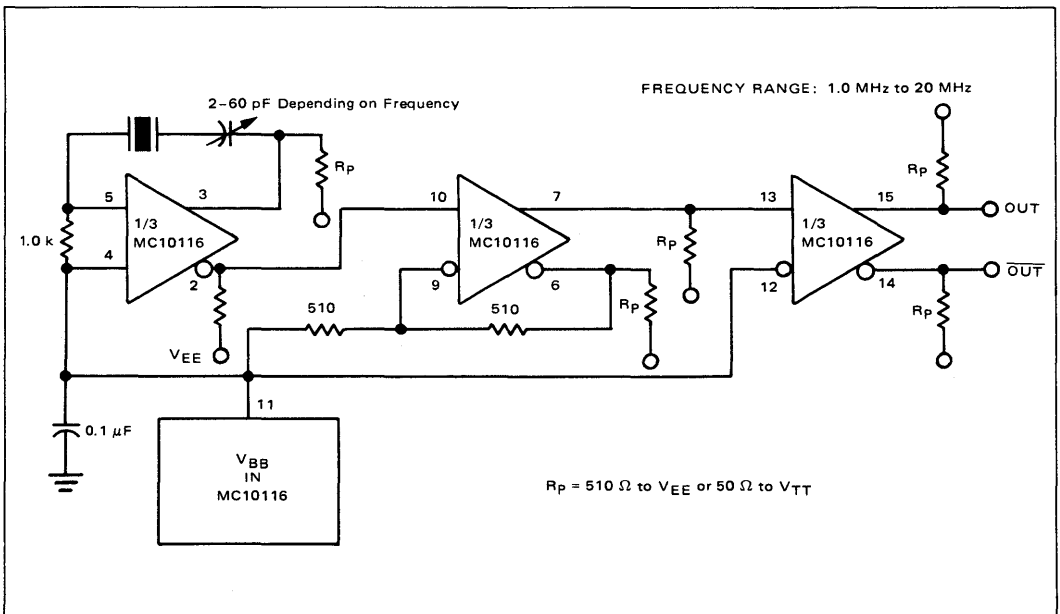 2-60 pF Depending on Frequency
FREQUENCY RANGE: 1.0 MHz to 20 MHz
RP
RP
5
3
1/3
MC10116
1.0 k
4
2
VEE
10
7
1/3
MC10116
9
6
RP
RP
510
510
13
15
1/3
MC10116
12
14
OUT
OUT
RP
11
0.1 μF
VBB
IN
MC10116
RP = 510 Ω to VEE or 50 Ω to VTT